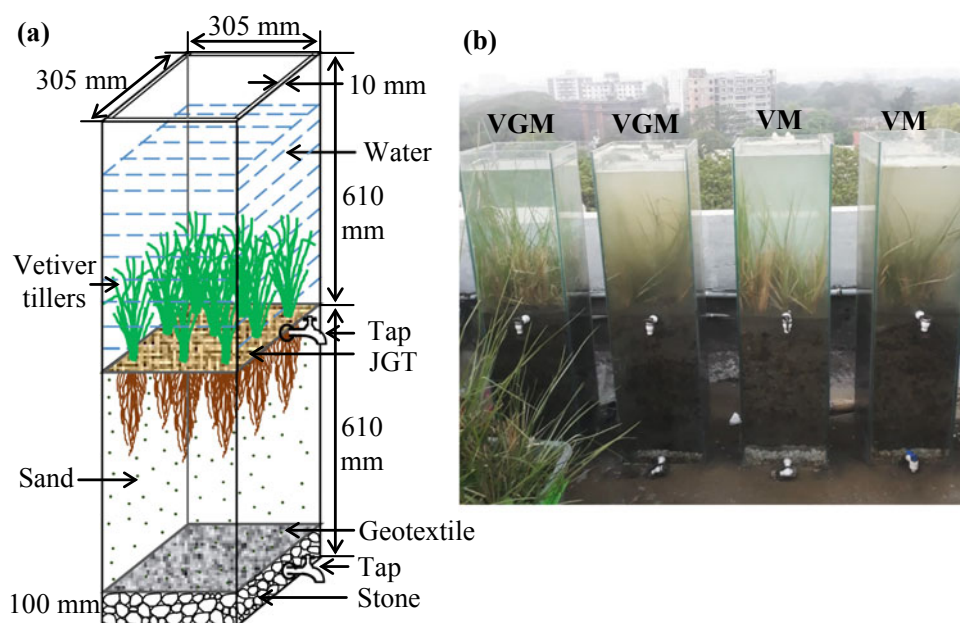 (a)
305 mm
305 mm
10 mm
Water
610
mm
Vetiver
tillers
Tap
JGT
610
mm
Sand
Geotextile
Tap
100 mm
Stone
(b)
VGM
VGM
VM
VM